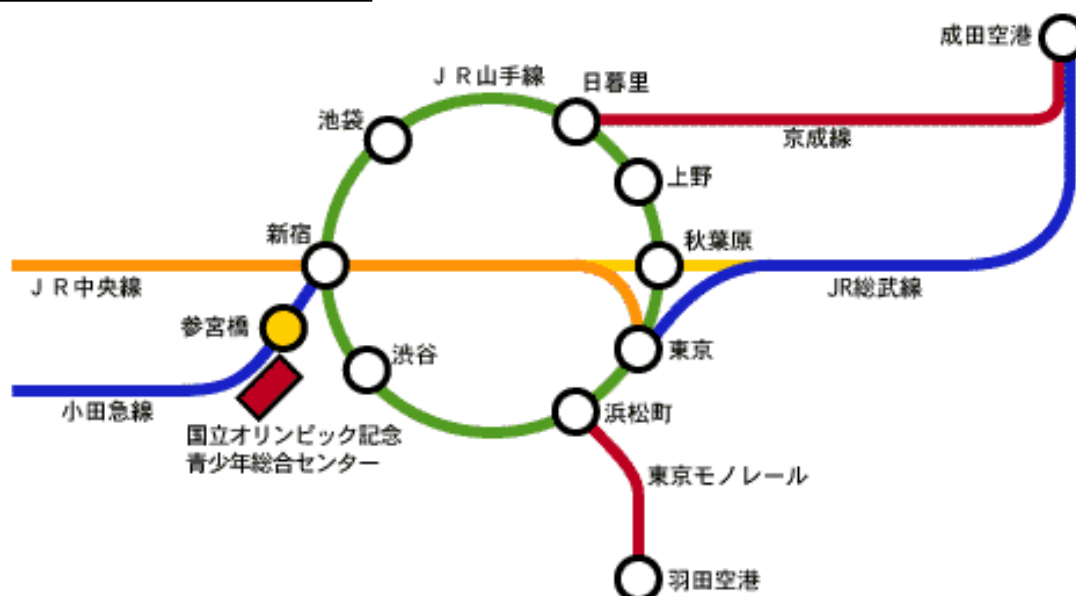 成田空港
ＪＲ山手線
日暮里
池袋
京成線
上野
新宿
秋葉原
ＪＲ中央線
JR総武線
参宮橋
渋谷
東京
小田急線
浜松町
国立オリンピック記念
青少年総合センター
東京モノレール
羽田空港